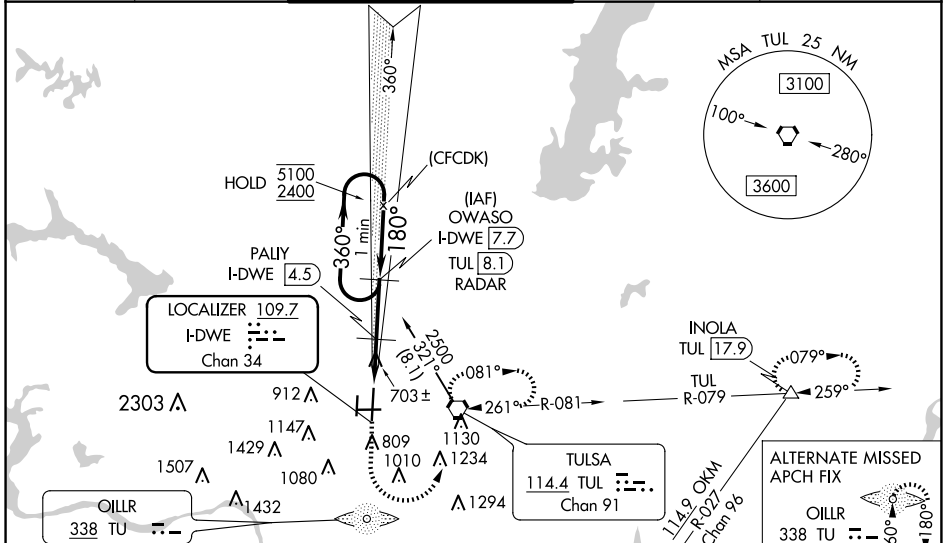 MSA TUL 25 NM
3100
100°
280°
3600
360°
(CFCDK)
HOLD 5100
2400
360°
1 min
180°
(IAF)
OWASO
I-DWE 7.7
TUL 8.1
RADAR
PALIY
I-DWE 4.5
LOCALIZER 109.7
I-DWE
Chan 34
2500
321°
(8.1)
INOLA
TUL 17.9
079°
259°
TUL
R-079
081°
261°
R-081
703±
2303
912
1147
1429
1507
1080
1432
809
1010
1130
1234
1294
TULSA
114.4 TUL
Chan 91
114.9 OKM
R-027
Chan 96
OILLR
338 TU
ALTERNATE MISSED
APCH FIX
OILLR
338 TU
180°